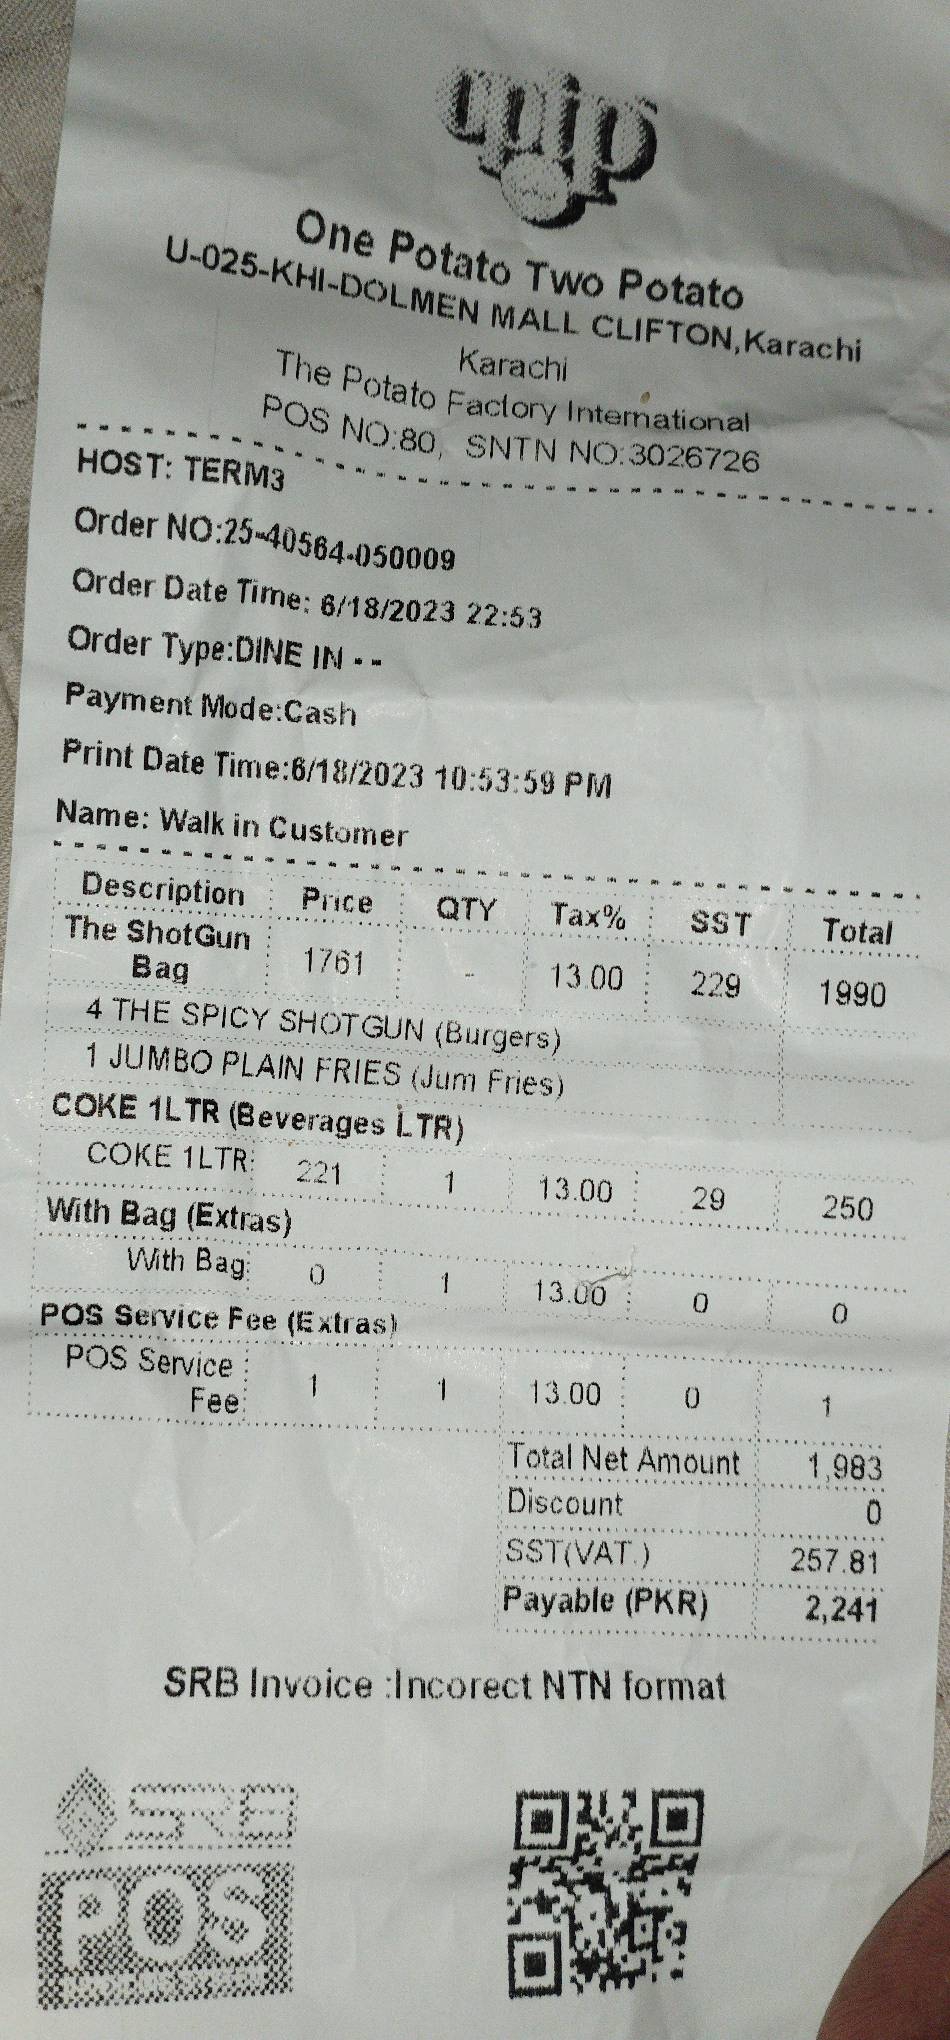 One Potato Two Potato
U-025-KHI-DOLMEN MALL CLIFTON,Karachi
Karachi
The Potato Factory International
POS NO:80, SNTN NO:3026726
HOST: TERM3
Order NO:25-40564-050009
Order Date Time: 6/18/2023 22:53
Order Type:DINE IN - -
Payment Mode:Cash
Print Date Time:6/18/2023 10:53:59 PM
Name: Walk in Customer
Description Price QTY Tax% SST Total
The ShotGun Bag 1761 - 13.00 229 1990
4 THE SPICY SHOTGUN (Burgers)
1 JUMBO PLAIN FRIES (Jum Fries)
COKE 1LTR (Beverages LTR)
COKE 1LTR 221 1 13.00 29 250
With Bag (Extras)
With Bag 0 1 13.00 0 0
POS Service Fee (Extras)
POS Service Fee 1 1 13.00 0 1
Total Net Amount 1,983
Discount 0
SST(VAT.) 257.81
Payable (PKR) 2,241
SRB Invoice :Incorect NTN format
SRB
POS